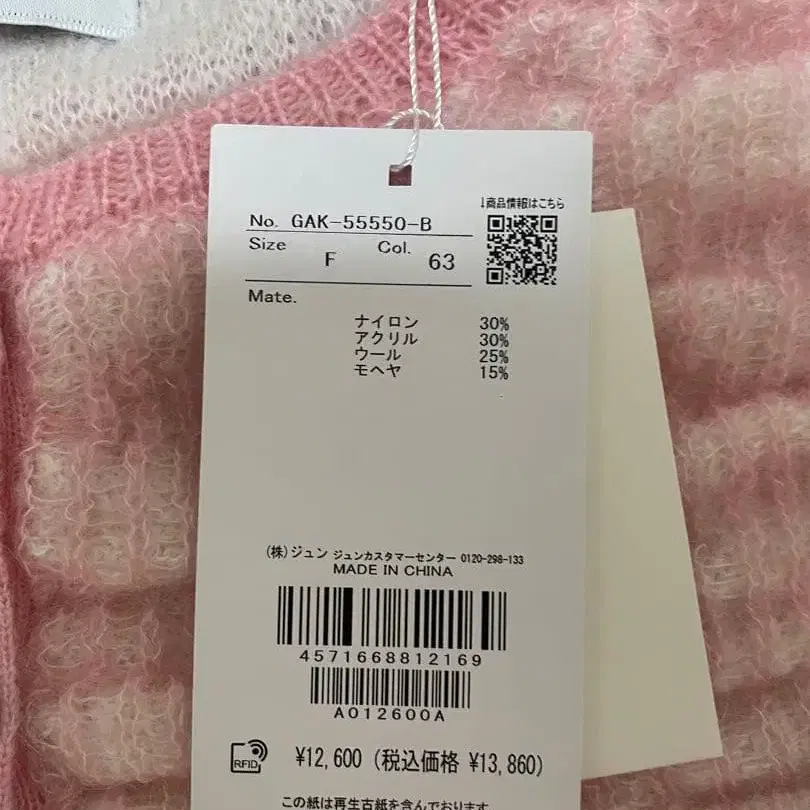 No. GAK-55550-B
↓商品情報はこちら
Size F Col. 63
Mate.
ナイロン 30%
アクリル 30%
ウール 25%
モヘヤ 15%
(株)ジュン ジュンカスタマーセンター 0120-298-133
MADE IN CHINA
4571668812169
A012600A
RFID ¥12,600 (税込価格 ¥13,860)
この紙は再生古紙を含んでおります